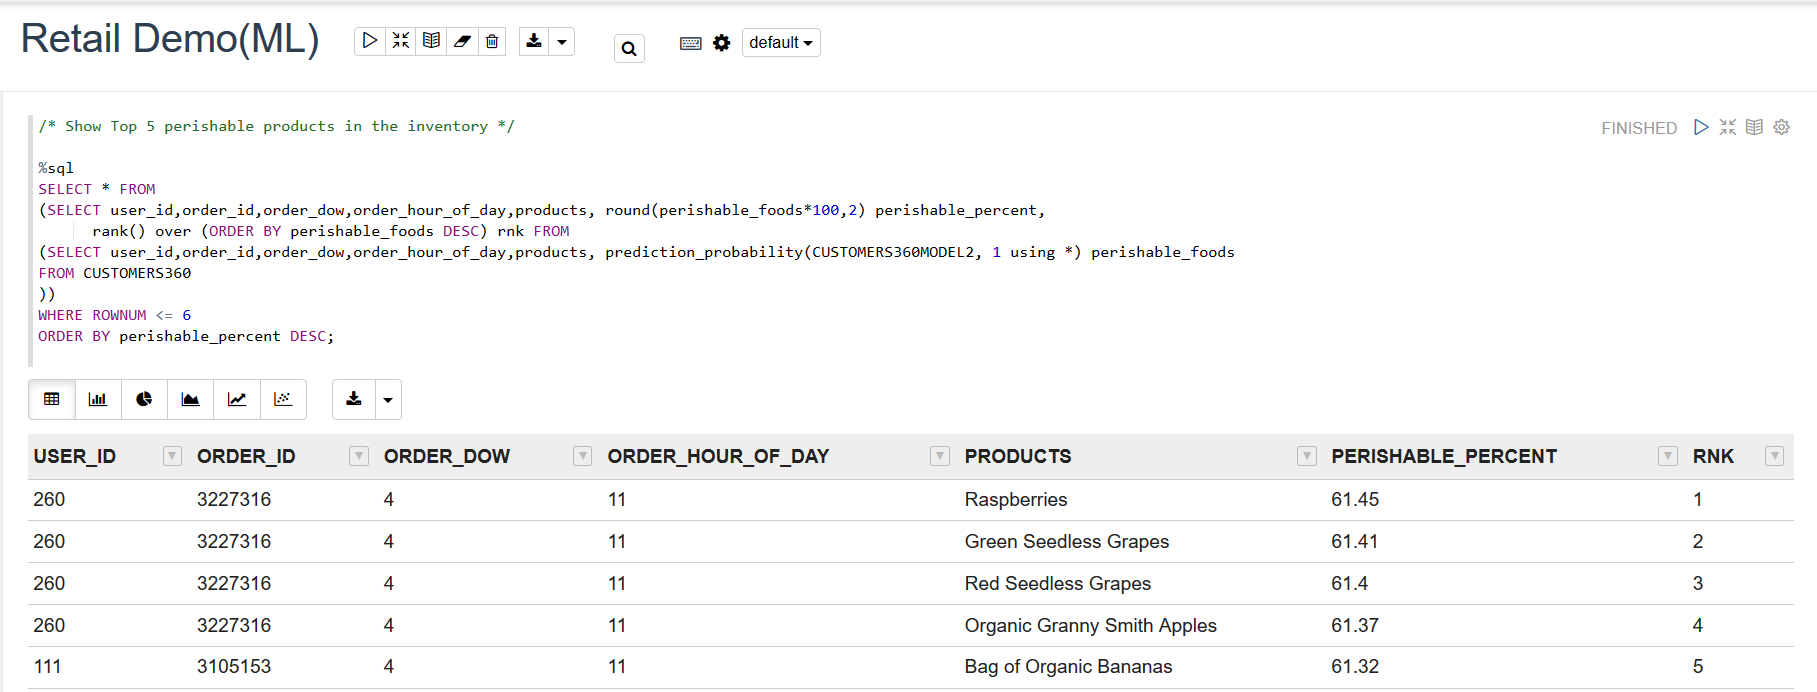 Retail Demo(ML)
default
/* Show Top 5 perishable products in the inventory */
FINISHED
%sql
SELECT * FROM
(SELECT user_id,order_id,order_dow,order_hour_of_day,products, round(perishable_foods*100,2) perishable_percent,
rank() over (ORDER BY perishable_foods DESC) rnk FROM
(SELECT user_id,order_id,order_dow,order_hour_of_day,products, prediction_probability(CUSTOMERS360MODEL2, 1 using *) perishable_foods
FROM CUSTOMERS360
))
WHERE ROWNUM <= 6
ORDER BY perishable_percent DESC;
USER_ID ORDER_ID ORDER_DOW ORDER_HOUR_OF_DAY PRODUCTS PERISHABLE_PERCENT RNK
260 3227316 4 11 Raspberries 61.45 1
260 3227316 4 11 Green Seedless Grapes 61.41 2
260 3227316 4 11 Red Seedless Grapes 61.4 3
260 3227316 4 11 Organic Granny Smith Apples 61.37 4
111 3105153 4 11 Bag of Organic Bananas 61.32 5